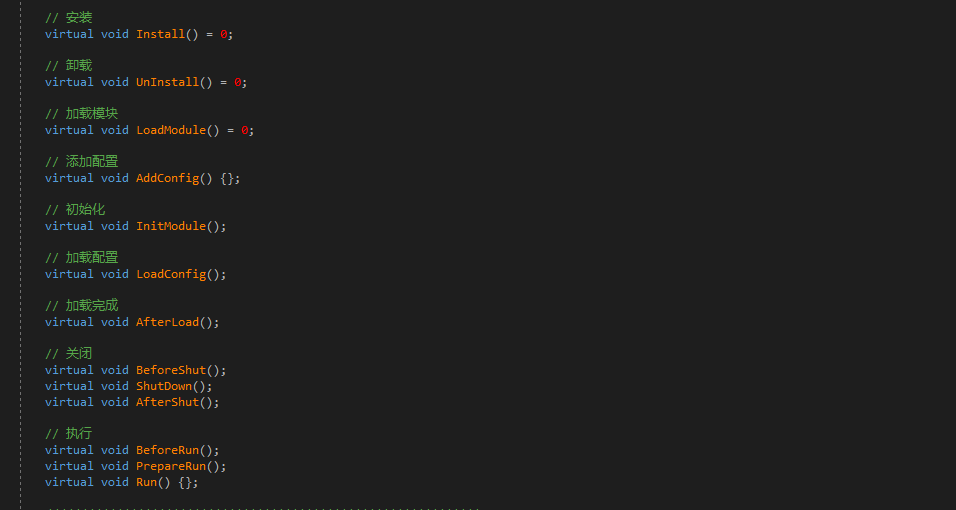 // 安装
virtual void Install() = 0;
// 卸载
virtual void UnInstall() = 0;
// 加载模块
virtual void LoadModule() = 0;
// 添加配置
virtual void AddConfig() {};
// 初始化
virtual void InitModule();
// 加载配置
virtual void LoadConfig();
// 加载完成
virtual void AfterLoad();
// 关闭
virtual void BeforeShut();
virtual void ShutDown();
virtual void AfterShut();
// 执行
virtual void BeforeRun();
virtual void PrepareRun();
virtual void Run() {};